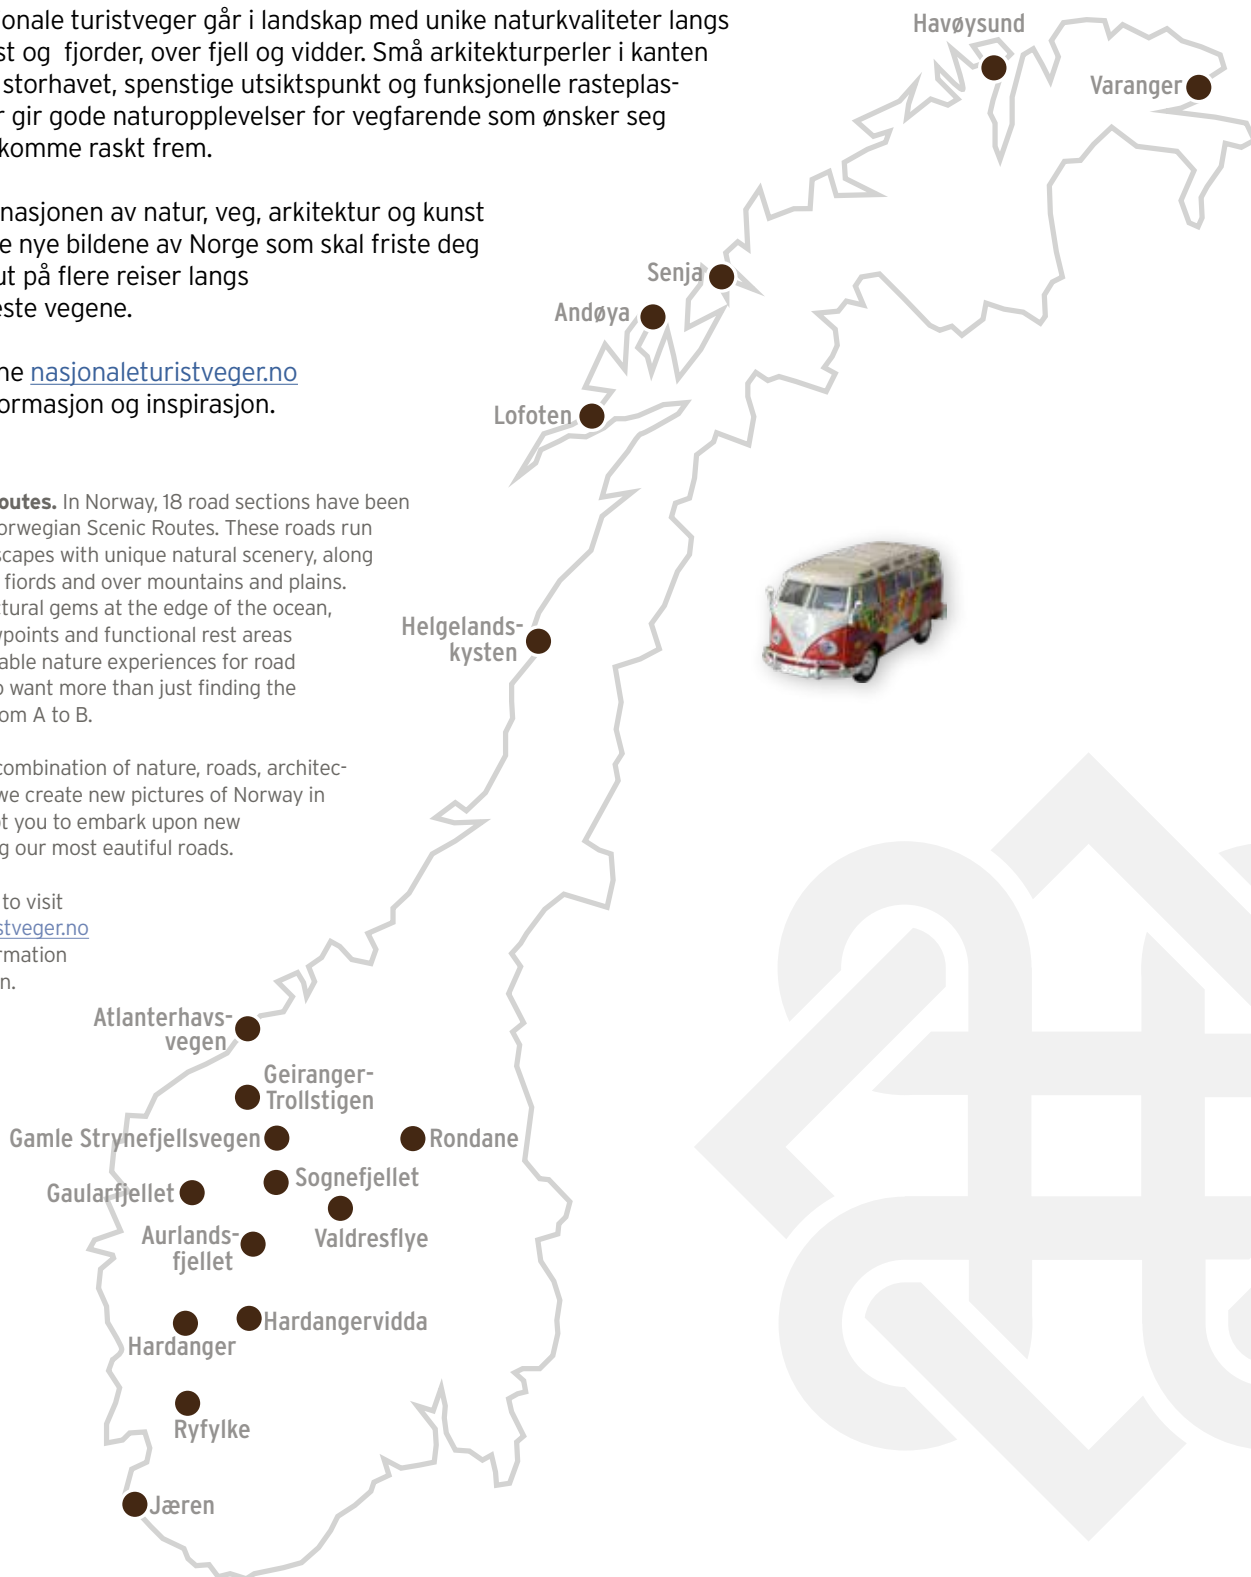 onale turistveger går i landskap med unike naturkvaliteter langs
st og fjorder, over fjell og vidder. Små arkitekturperler i kanten
storhavet, spenstige utsiktspunkt og funksjonelle rasteplas-
r gir gode naturopplevelser for vegfarende som ønsker seg
komme raskt frem.
nasjonen av natur, veg, arkitektur og kunst
e nye bildene av Norge som skal friste deg
ut på flere reiser langs
este vegene.
ne nasjonaleturistveger.no
ormasjon og inspirasjon.
outes. In Norway, 18 road sections have been
orwegian Scenic Routes. These roads run
scapes with unique natural scenery, along
fiords and over mountains and plains.
ctural gems at the edge of the ocean,
wpoints and functional rest areas
able nature experiences for road
o want more than just finding the
om A to B.
combination of nature, roads, architec-
we create new pictures of Norway in
pt you to embark upon new
g our most eautiful roads.
to visit
stveger.no
rmation
n.
Havøysund
Varanger
Senja
Andøya
Lofoten
Helgelands-
kysten
Atlanterhavs-
vegen
Geiranger-
Trollstigen
Gamle Strynefjellsvegen
Rondane
Sognefjellet
Gaularfjellet
Valdresflye
Aurlands-
fjellet
Hardangervidda
Hardanger
Ryfylke
Jæren